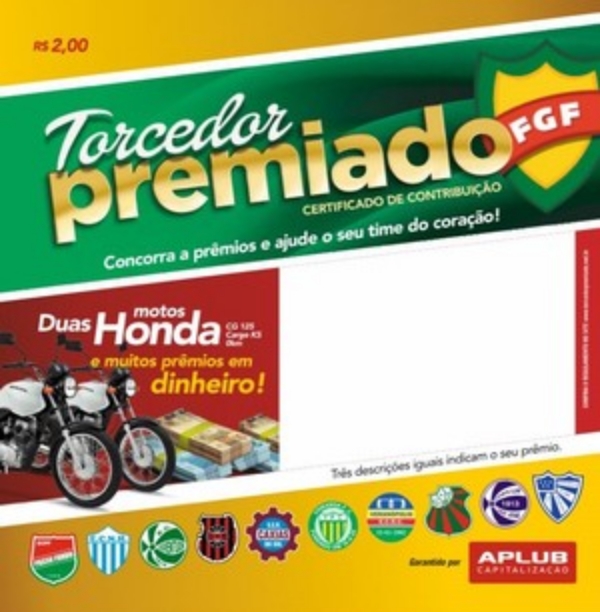 R$ 2,00
Torcedor
premiado
FGF
CERTIFICADO DE CONTRIBUIÇÃO
Concorra a prêmios e ajude o seu time do coração!
Duas motos
Honda
CG 125
Cargo KS
0km
e muitos prêmios em
dinheiro!
Três descrições iguais indicam o seu prêmio.
CAXIAS
1913
Garantido por
APLUB
CAPITALIZAÇÃO